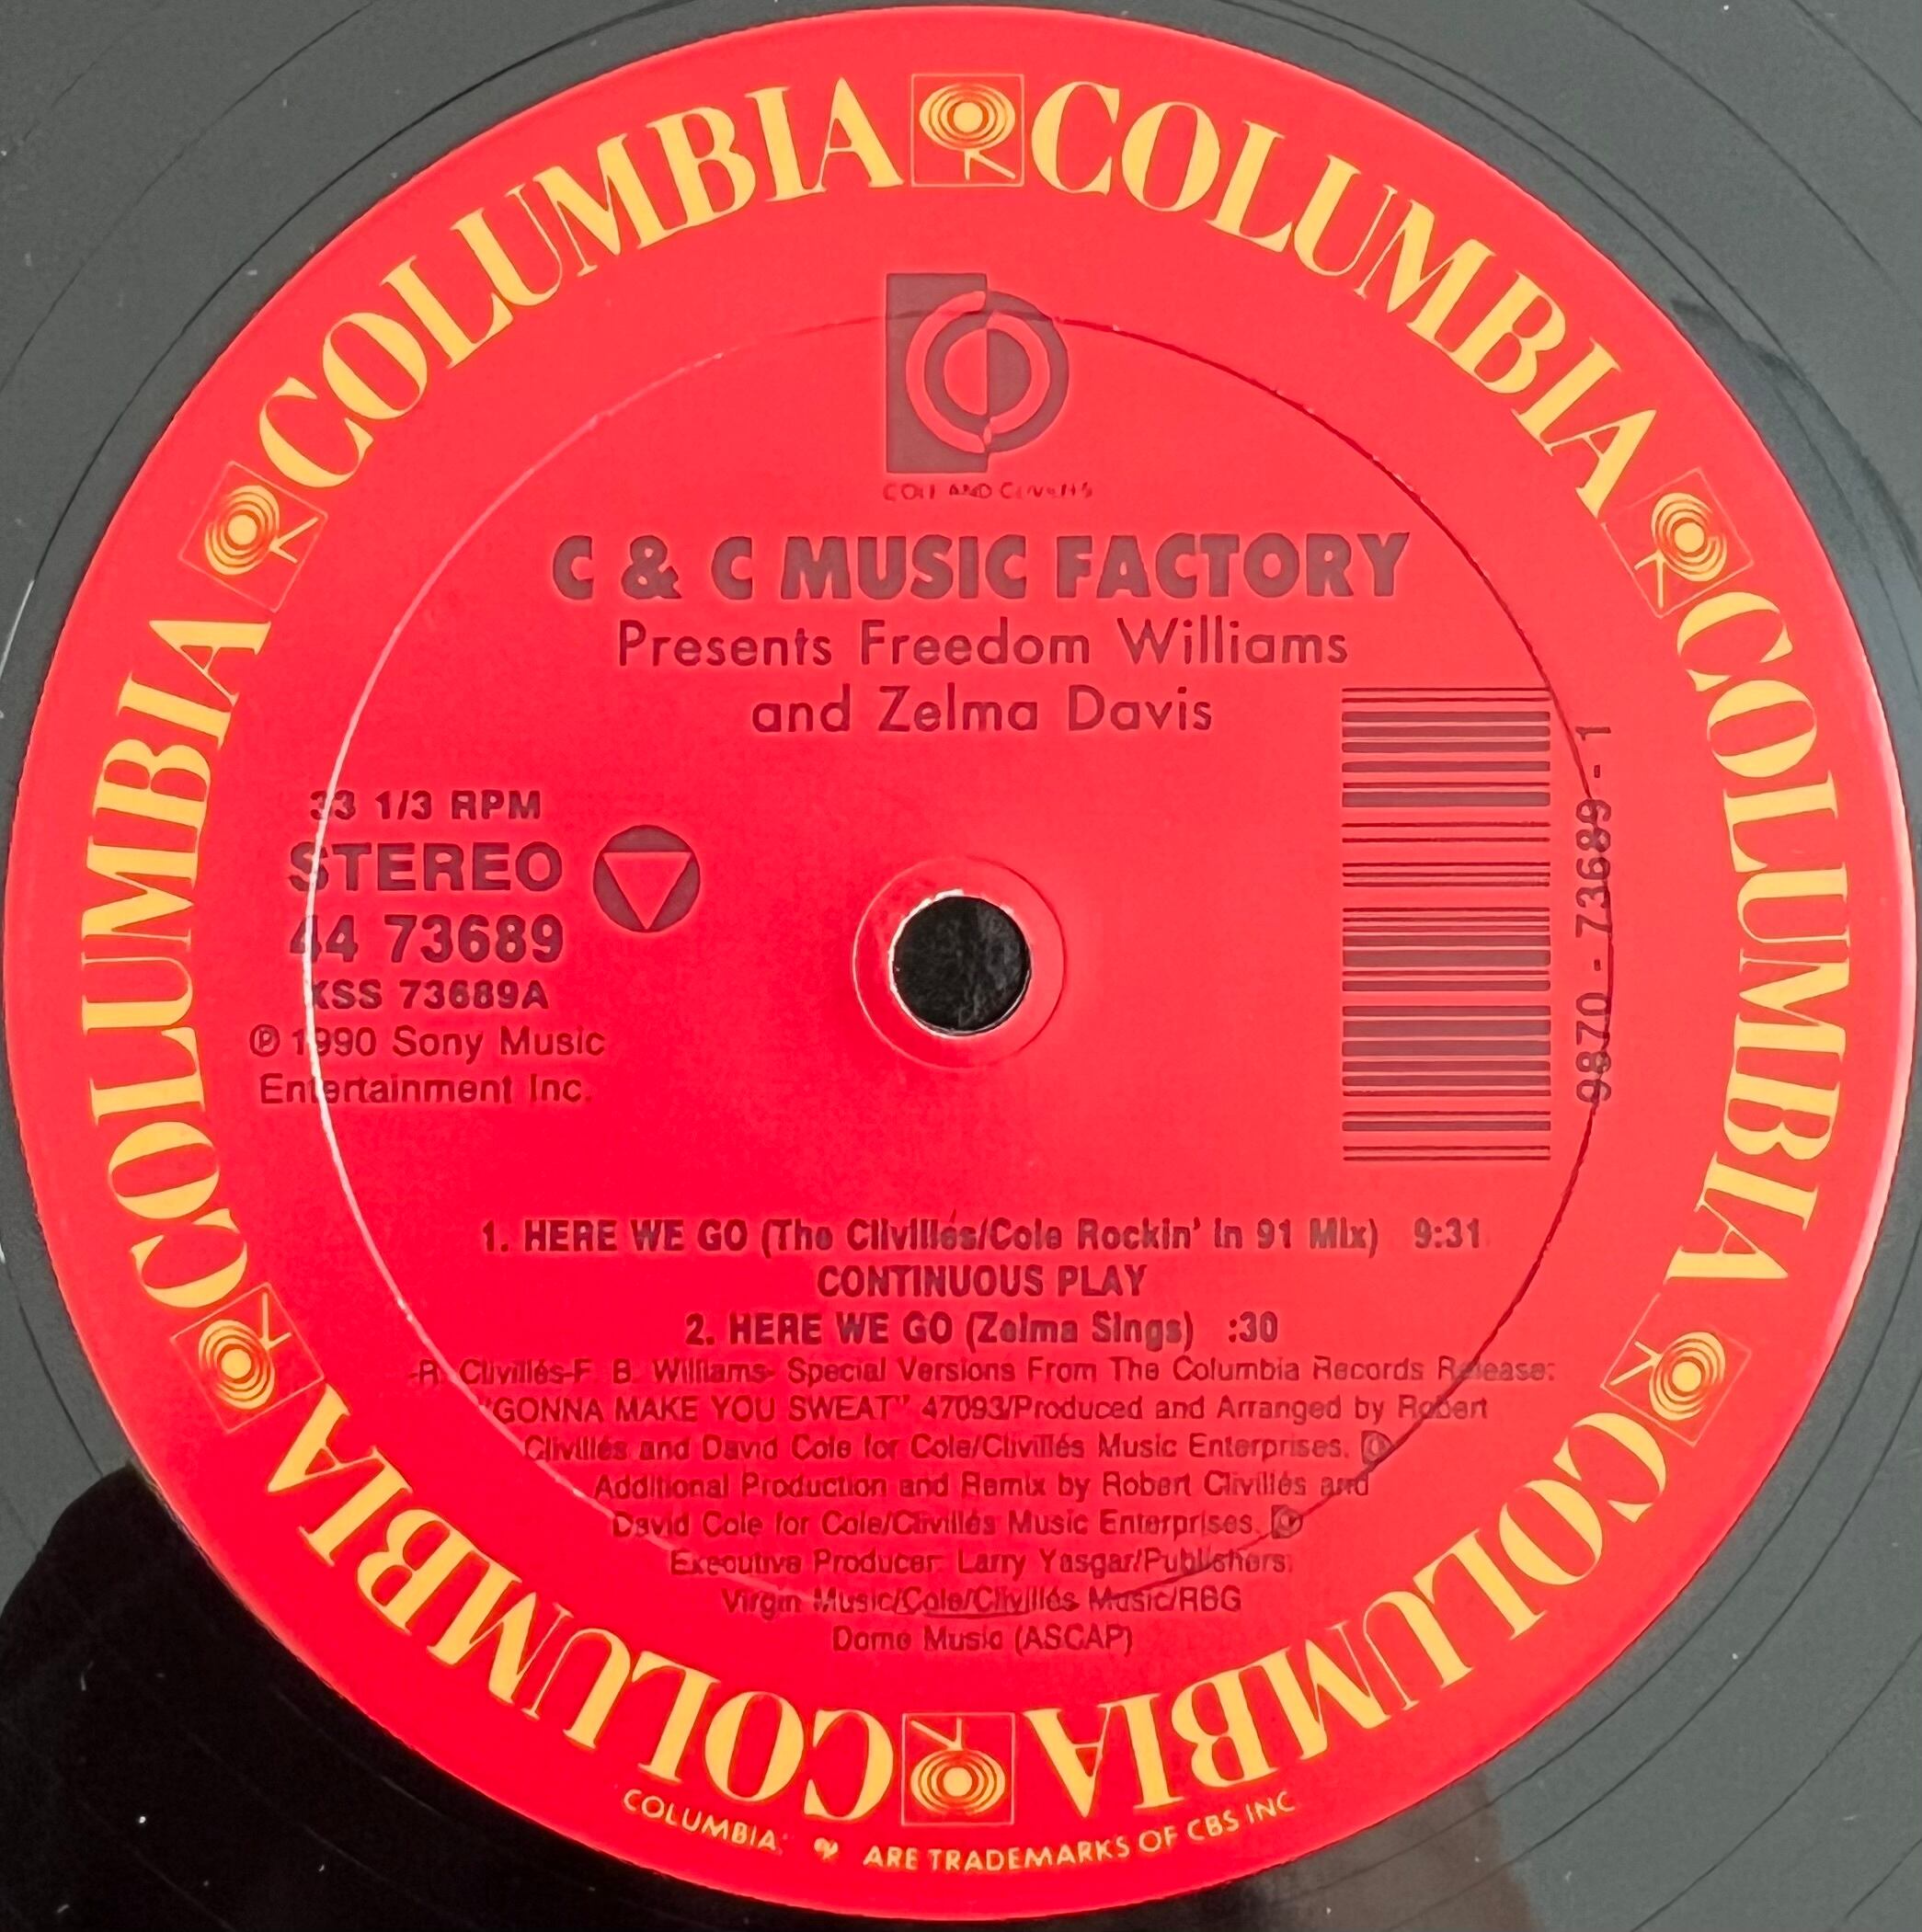 COLUMBIA COLUMBIA COLUMBIA COLUMBIA COLUMBIA COLUMBIA COLUMBIA COLUMBIA
COLE AND CLIVILLÉS
C & C MUSIC FACTORY
Presents Freedom Williams
and Zelma Davis
33 1/3 RPM
STEREO
44 73689
XSS 73689A
℗ 1990 Sony Music
Entertainment Inc.
9870-73689-1
1. HERE WE GO (The Clivillés/Cole Rockin' In 91 Mix) 9:31
CONTINUOUS PLAY
2. HERE WE GO (Zelma Sings) :30
-R. Clivillés-F. B. Williams- Special Versions From The Columbia Records Release:
"GONNA MAKE YOU SWEAT" 47093/Produced and Arranged by Robert
Clivillés and David Cole for Cole/Clivillés Music Enterprises.
Additional Production and Remix by Robert Clivillés and
David Cole for Cole/Clivillés Music Enterprises.
Executive Producer: Larry Yasgar/Publishers:
Virgin Music/Cole/Clivillés Music/RBG
Dome Music (ASCAP)
COLUMBIA, ARE TRADEMARKS OF CBS INC